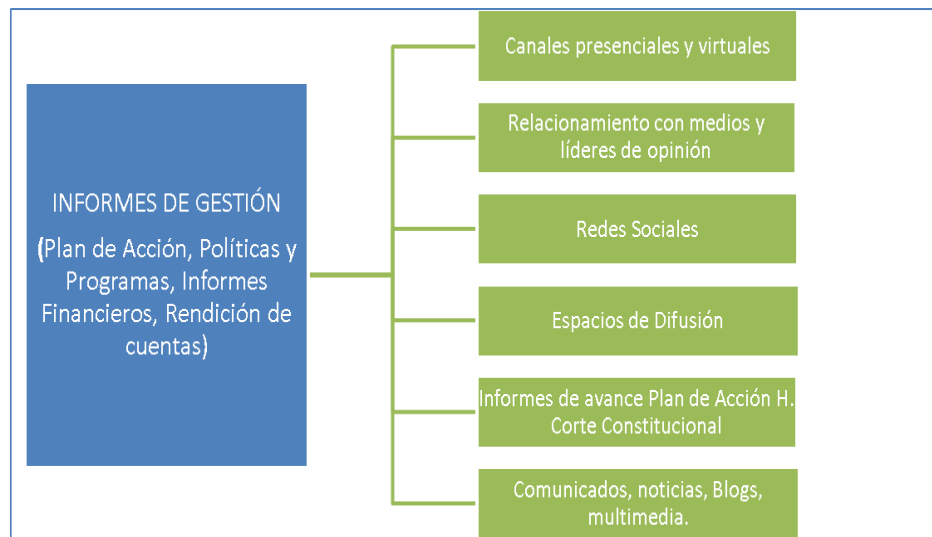 INFORMES DE GESTIÓN
(Plan de Acción, Políticas y
Programas, Informes
Financieros, Rendición de
cuentas)
Canales presenciales y virtuales
Relacionamiento con medios y
líderes de opinión
Redes Sociales
Espacios de Difusión
Informes de avance Plan de Acción H.
Corte Constitucional
Comunicados, noticias, Blogs,
multimedia.